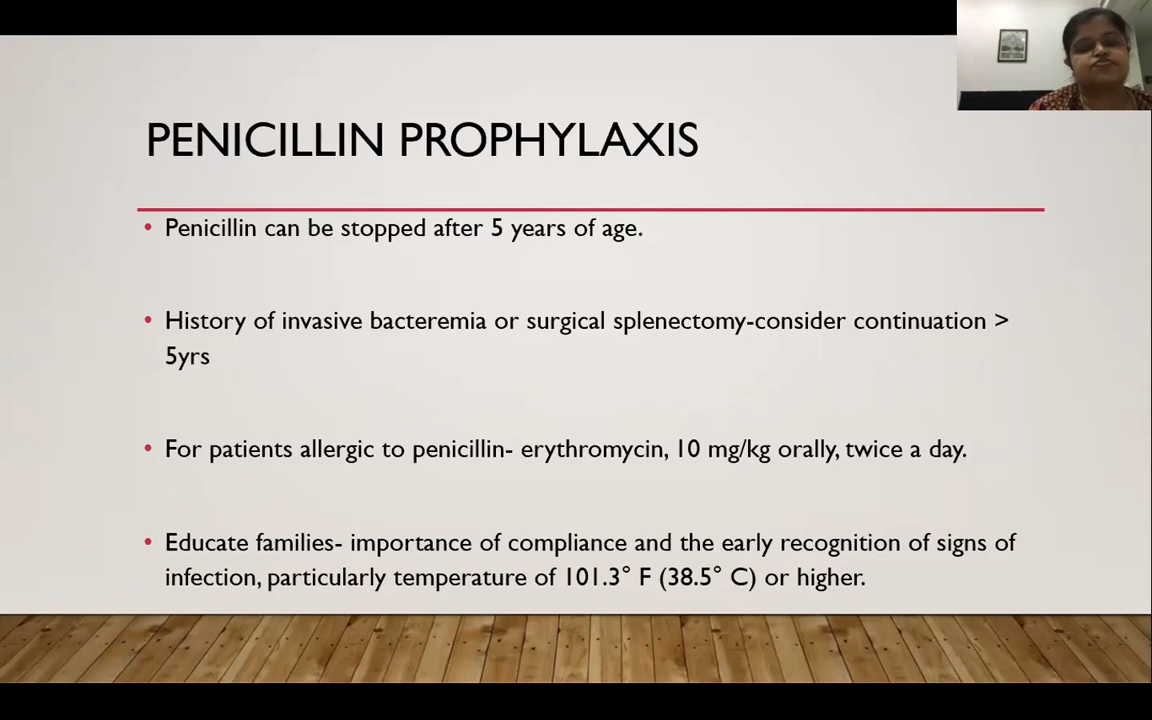 PENICILLIN PROPHYLAXIS
• Penicillin can be stopped after 5 years of age.
• History of invasive bacteremia or surgical splenectomy-consider continuation >
5yrs
• For patients allergic to penicillin- erythromycin, 10 mg/kg orally, twice a day.
• Educate families- importance of compliance and the early recognition of signs of
infection, particularly temperature of 101.3° F (38.5° C) or higher.